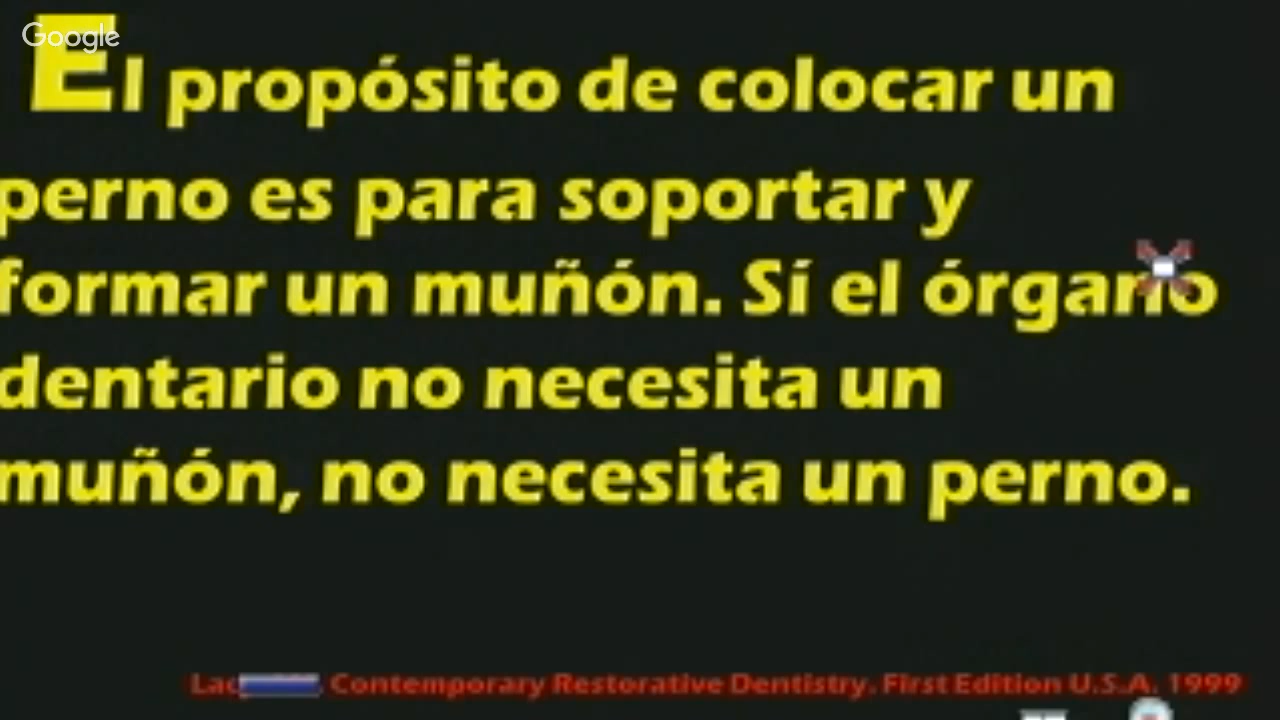 Google
El propósito de colocar un
perno es para soportar y
formar un muñón. Sí el órgano
dentario no necesita un
muñón, no necesita un perno.
Contemporary Restorative Dentistry. First Edition U.S.A. 1999